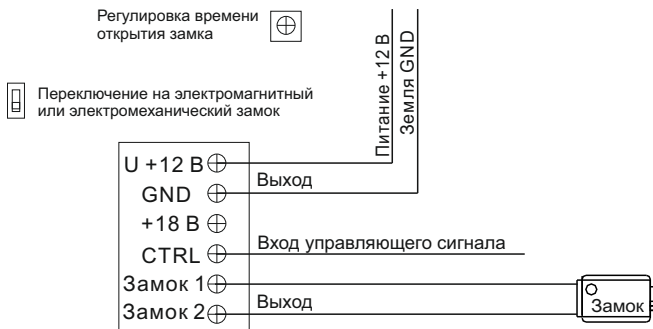 Регулировка времени
открытия замка
Переключение на электромагнитный
или электромеханический замок
Питание +12 В
Земля GND
U +12 В
GND
Выход
+18 В
CTRL
Вход управляющего сигнала
Замок 1
Замок 2
Выход
Замок